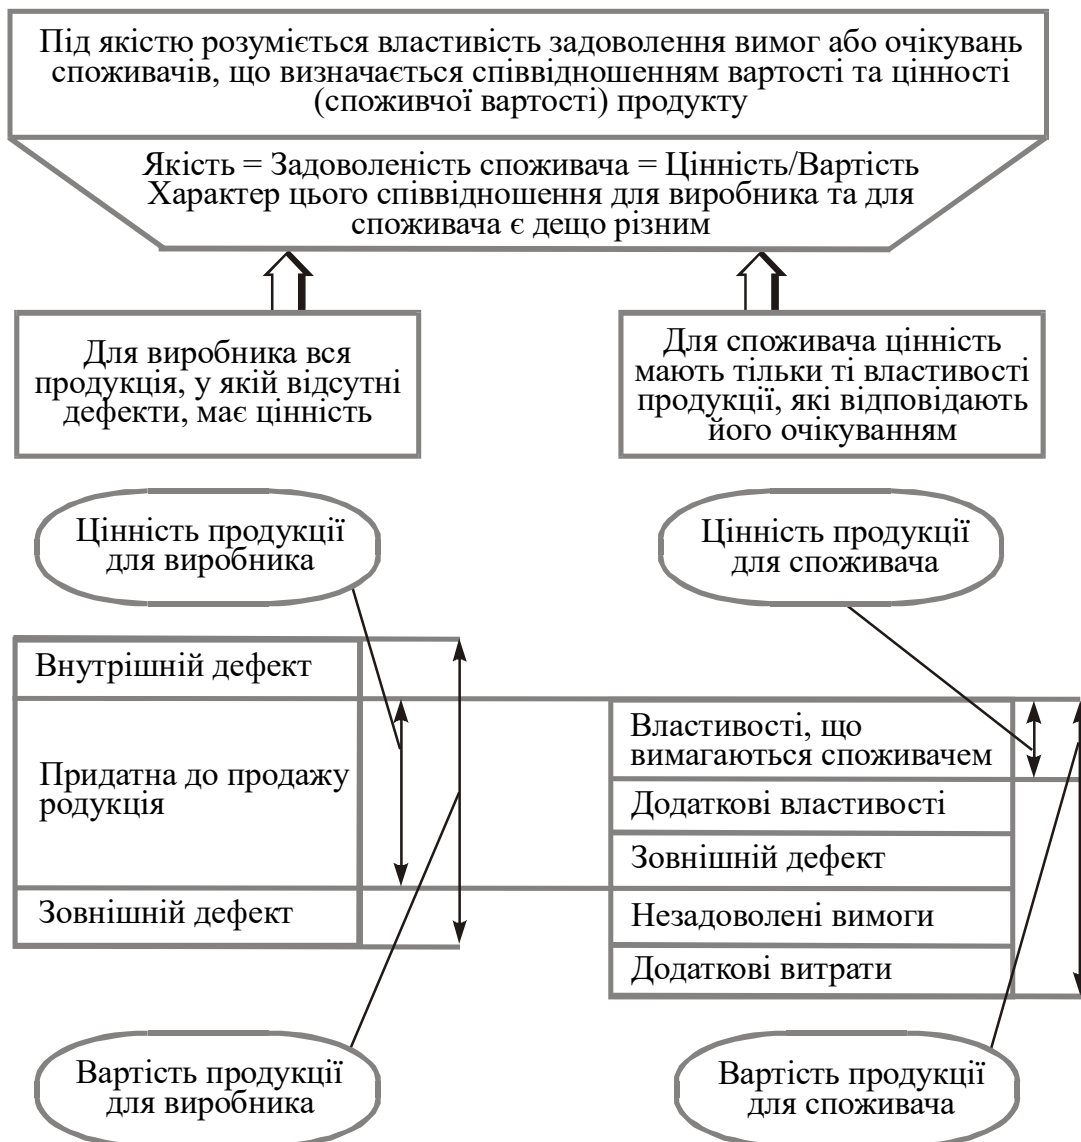 Під якістю розуміється властивість задоволення вимог або очікувань
споживачів, що визначається співвідношенням вартості та цінності
(споживчої вартості) продукту
Якість = Задоволеність споживача = Цінність/Вартість
Характер цього співвідношення для виробника та для
споживача є дещо різним
Для виробника вся
продукція, у якій відсутні
дефекти, має цінність
Для споживача цінність
мають тільки ті властивості
продукції, які відповідають
його очікуванням
Цінність продукції
для виробника
Цінність продукції
для споживача
Внутрішній дефект
Придатна до продажу
родукція
Зовнішній дефект
Властивості, що
вимагаються споживачем
Додаткові властивості
Зовнішній дефект
Незадоволені вимоги
Додаткові витрати
Вартість продукції
для виробника
Вартість продукції
для споживача